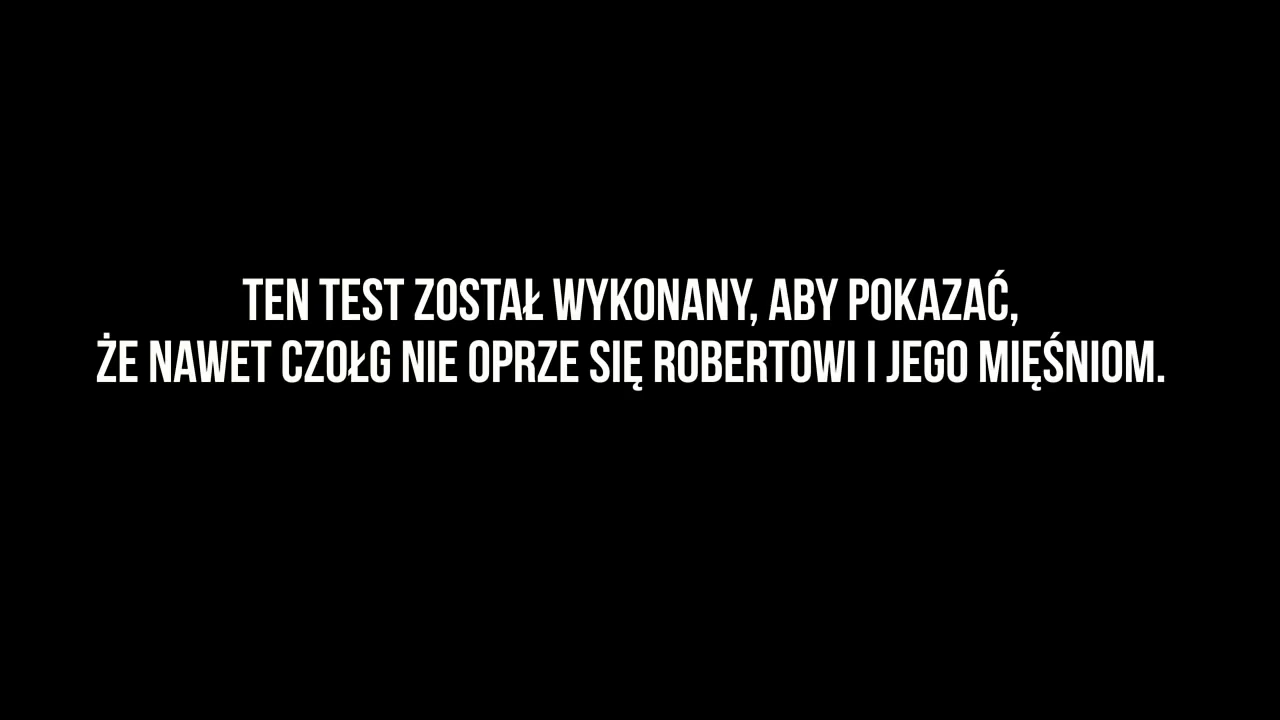 TEN TEST ZOSTAŁ WYKONANY, ABY POKAZAĆ,
ŻE NAWET CZOŁG NIE OPRZE SIĘ ROBERTOWI I JEGO MIĘŚNIOM.